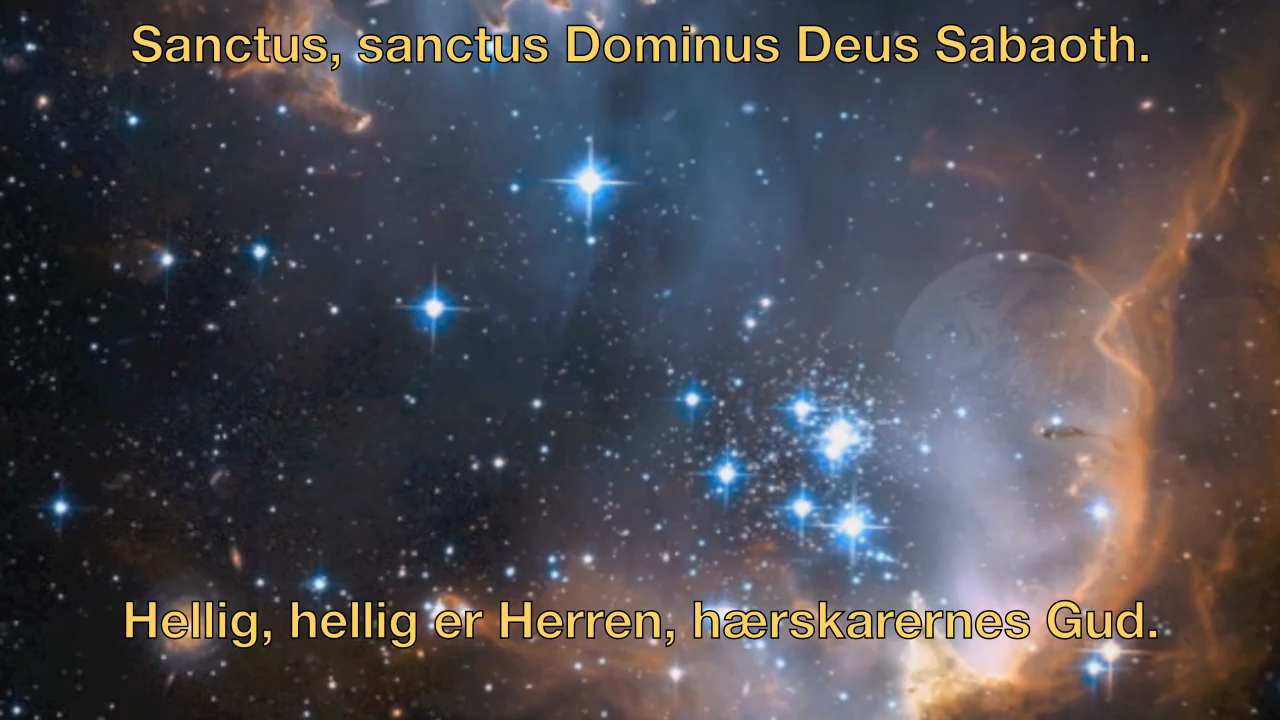 Sanctus, sanctus Dominus Deus Sabaoth.
Hellig, hellig er Herren, hærskarernes Gud.